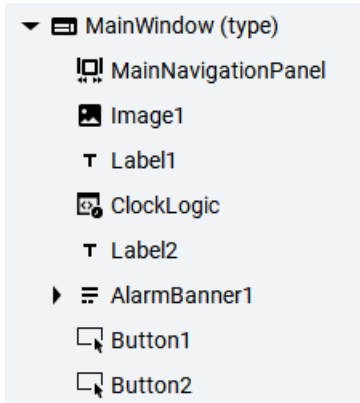 MainWindow (type)
MainNavigationPanel
Image1
Label1
ClockLogic
Label2
AlarmBanner1
Button1
Button2